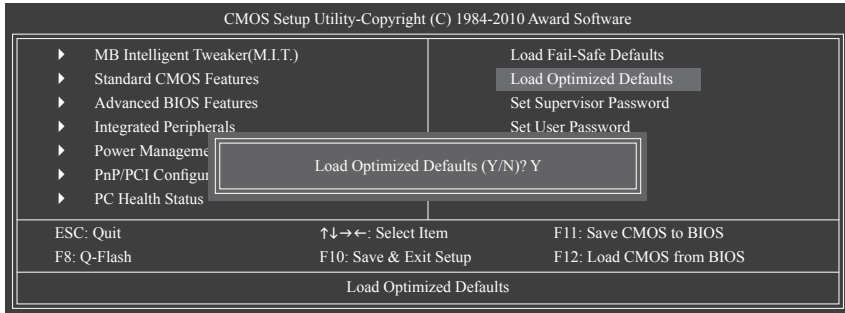 CMOS Setup Utility-Copyright (C) 1984-2010 Award Software
MB Intelligent Tweaker(M.I.T.)
Standard CMOS Features
Advanced BIOS Features
Integrated Peripherals
Power Manageme
PnP/PCI Configur
PC Health Status
Load Fail-Safe Defaults
Load Optimized Defaults
Set Supervisor Password
Set User Password
Load Optimized Defaults (Y/N)? Y
ESC: Quit ↑↓→←: Select Item F11: Save CMOS to BIOS
F8: Q-Flash F10: Save & Exit Setup F12: Load CMOS from BIOS
Load Optimized Defaults